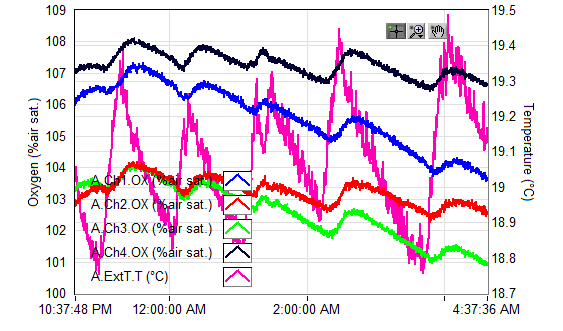 109
108
107
106
105
104
103
102
101
100
Oxygen (%air sat.)
19.5
19.4
19.3
19.2
19.1
19
18.9
18.8
18.7
Temperature (°C)
A.Ch1.OX (%air sat.)
A.Ch2.OX (%air sat.)
A.Ch3.OX (%air sat.)
A.Ch4.OX (%air sat.)
A.ExtT.T (°C)
10:37:48 PM 12:00:00 AM 2:00:00 AM 4:37:36 AM